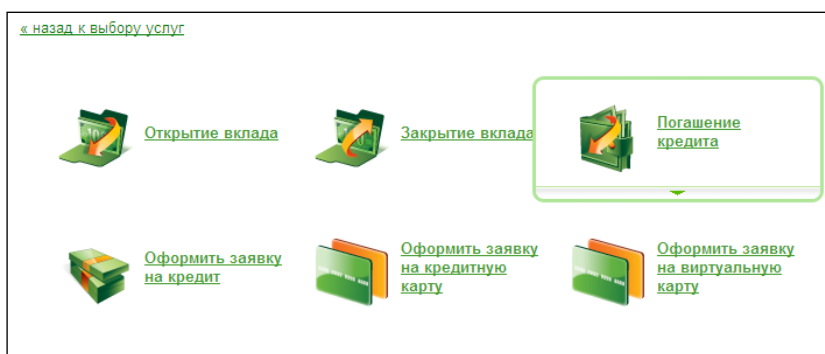 « назад к выбору услуг
Открытие вклада
Закрытие вклада
Погашение
кредита
Оформить заявку
на кредит
Оформить заявку
на кредитную
карту
Оформить заявку
на виртуальную
карту